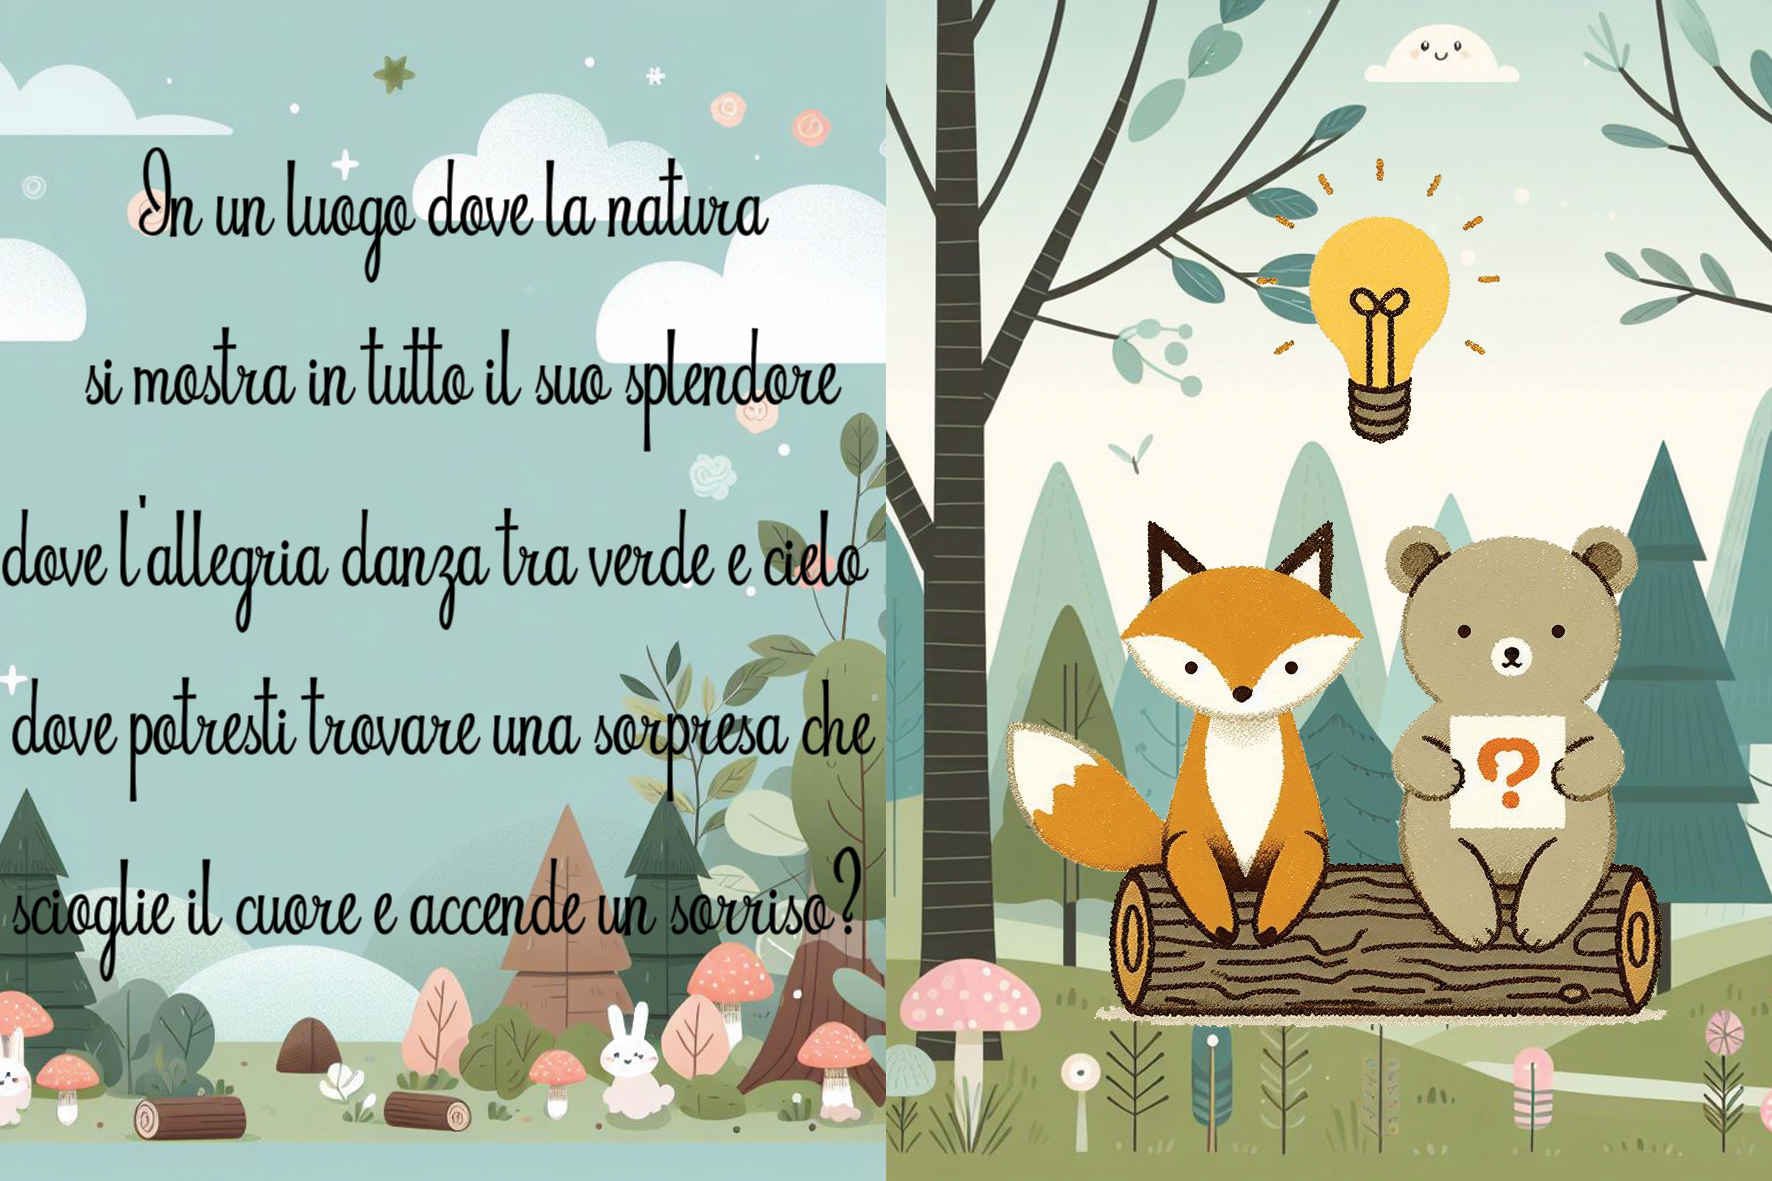 In un luogo dove la natura
si mostra in tutto il suo splendore
dove l'allegria danza tra verde e cielo
dove potresti trovare una sorpresa che
scioglie il cuore e accende un sorriso?
?